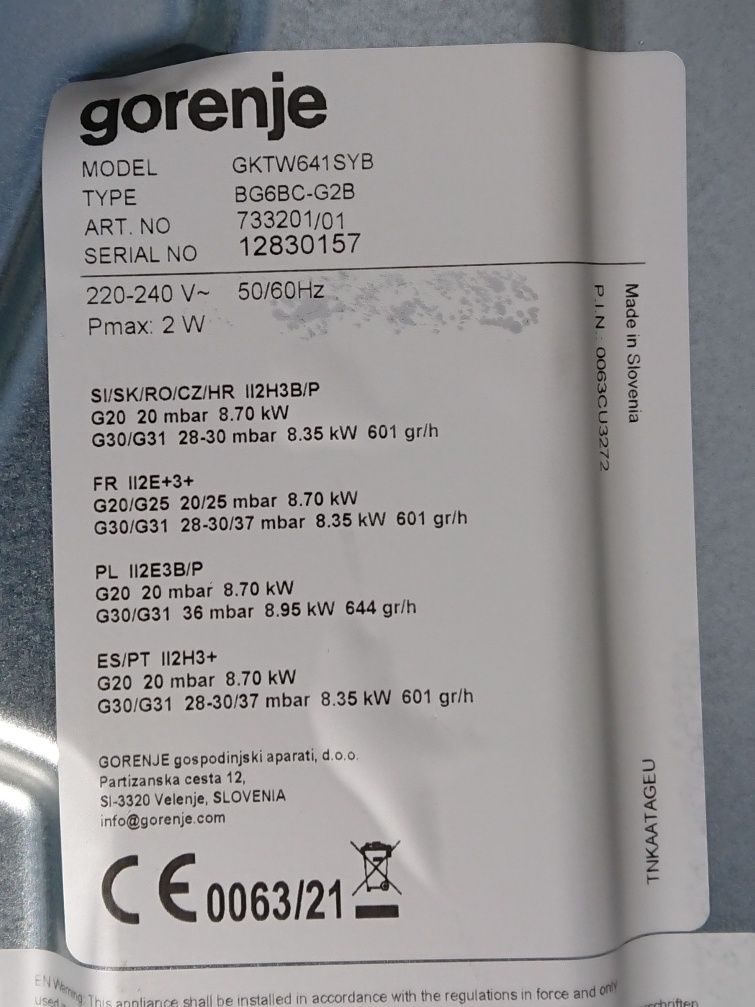 gorenje
MODEL GKTW641SYB
TYPE BG6BC-G2B
ART. NO 733201/01
SERIAL NO 12830157
220-240 V~ 50/60Hz
Pmax: 2 W
SI/SK/RO/CZ/HR II2H3B/P
G20 20 mbar 8.70 kW
G30/G31 28-30 mbar 8.35 kW 601 gr/h
FR II2E+3+
G20/G25 20/25 mbar 8.70 kW
G30/G31 28-30/37 mbar 8.35 kW 601 gr/h
PL II2E3B/P
G20 20 mbar 8.70 kW
G30/G31 36 mbar 8.95 kW 644 gr/h
ES/PT II2H3+
G20 20 mbar 8.70 kW
G30/G31 28-30/37 mbar 8.35 kW 601 gr/h
GORENJE gospodinjski aparati, d.o.o.
Partizanska cesta 12,
SI-3320 Velenje, SLOVENIA
info@gorenje.com
CE 0063/21
Made in Slovenia
P.I.N.: 0063CU3272
TNKAATAGEU
EN Warning: This appliance shall be installed in accordance with the regulations in force and only
used